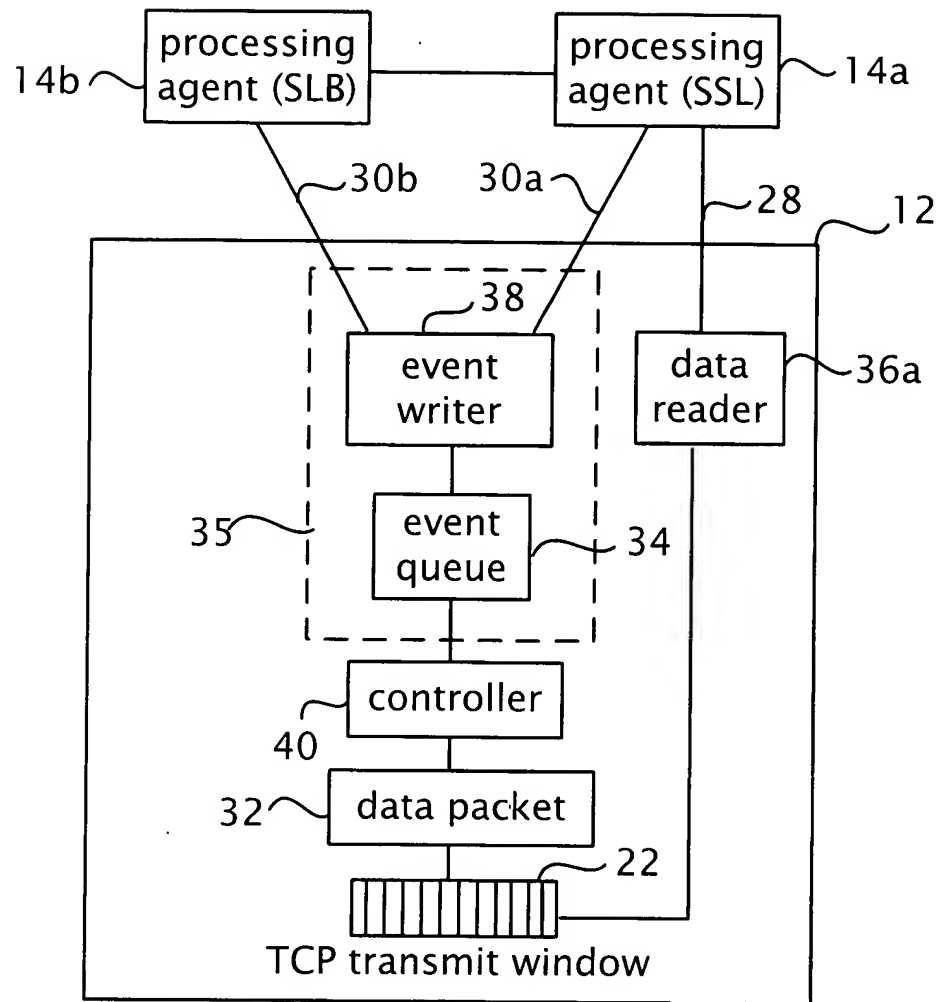 processing
agent (SLB)
14b
processing
agent (SSL)
14a
30b
30a
28
12
38
event
writer
data
reader
36a
35
event
queue
34
controller
40
32
data packet
22
TCP transmit window